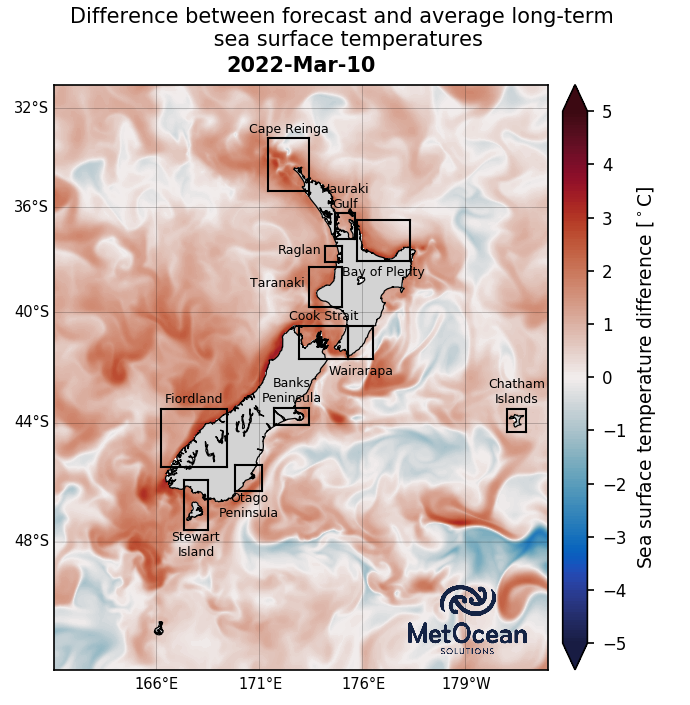 Difference between forecast and average long-term
sea surface temperatures
2022-Mar-10
32°S
36°S
40°S
44°S
48°S
Cape Reinga
Hauraki
Gulf
Raglan
Bay of Plenty
Taranaki
Cook Strait
Wairarapa
Banks
Peninsula
Chatham
Islands
Fiordland
Otago
Peninsula
Stewart
Island
MetOcean
SOLUTIONS
166°E
171°E
176°E
179°W
5
4
3
2
1
0
−1
−2
−3
−4
−5
Sea surface temperature difference [°C]